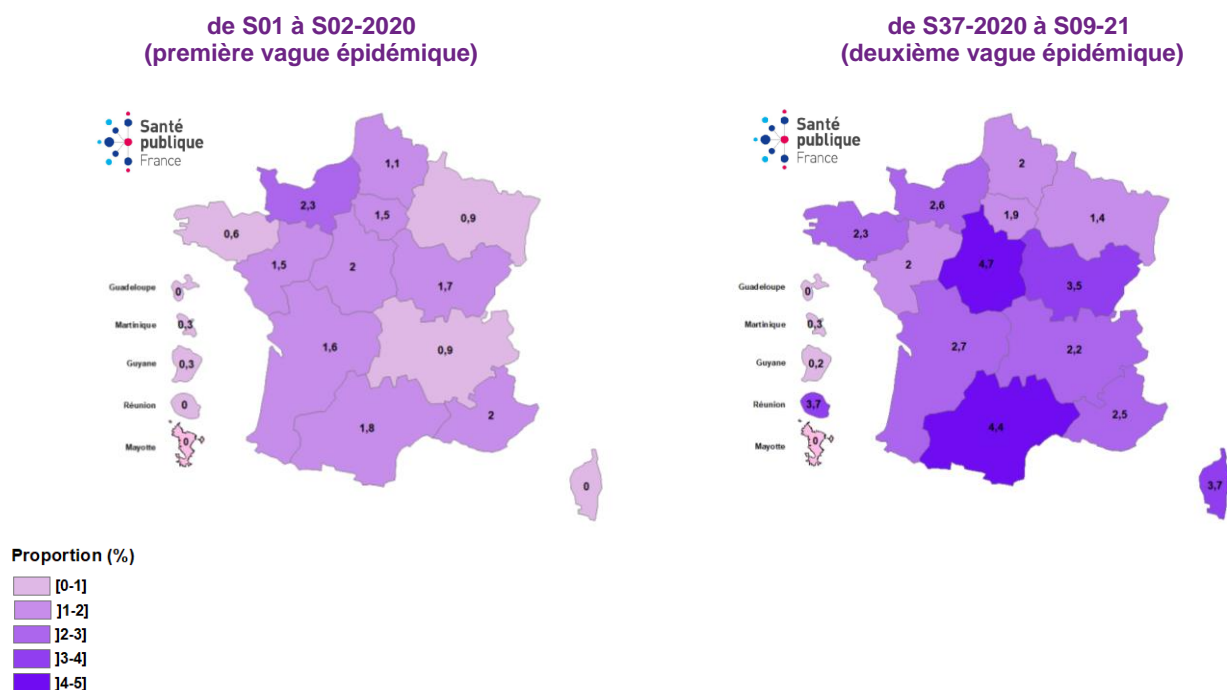 de S01 à S02-2020
(première vague épidémique)
Santé
publique
France
1,1
2,3
1,5
0,9
0,6
1,5
2
1,7
Guadeloupe
0
Martinique
0,3
1,6
0,9
Guyane
0,3
Réunion
0
2
1,8
Mayotte
0
0
de S37-2020 à S09-21
(deuxième vague épidémique)
Santé
publique
France
2
2,6
1,9
1,4
2,3
2
4,7
3,5
Guadeloupe
0
Martinique
0,3
2,7
2,2
Guyane
0,2
Réunion
3,7
2,5
4,4
Mayotte
0
3,7
Proportion (%)
[0-1]
]1-2]
]2-3]
]3-4]
]4-5]